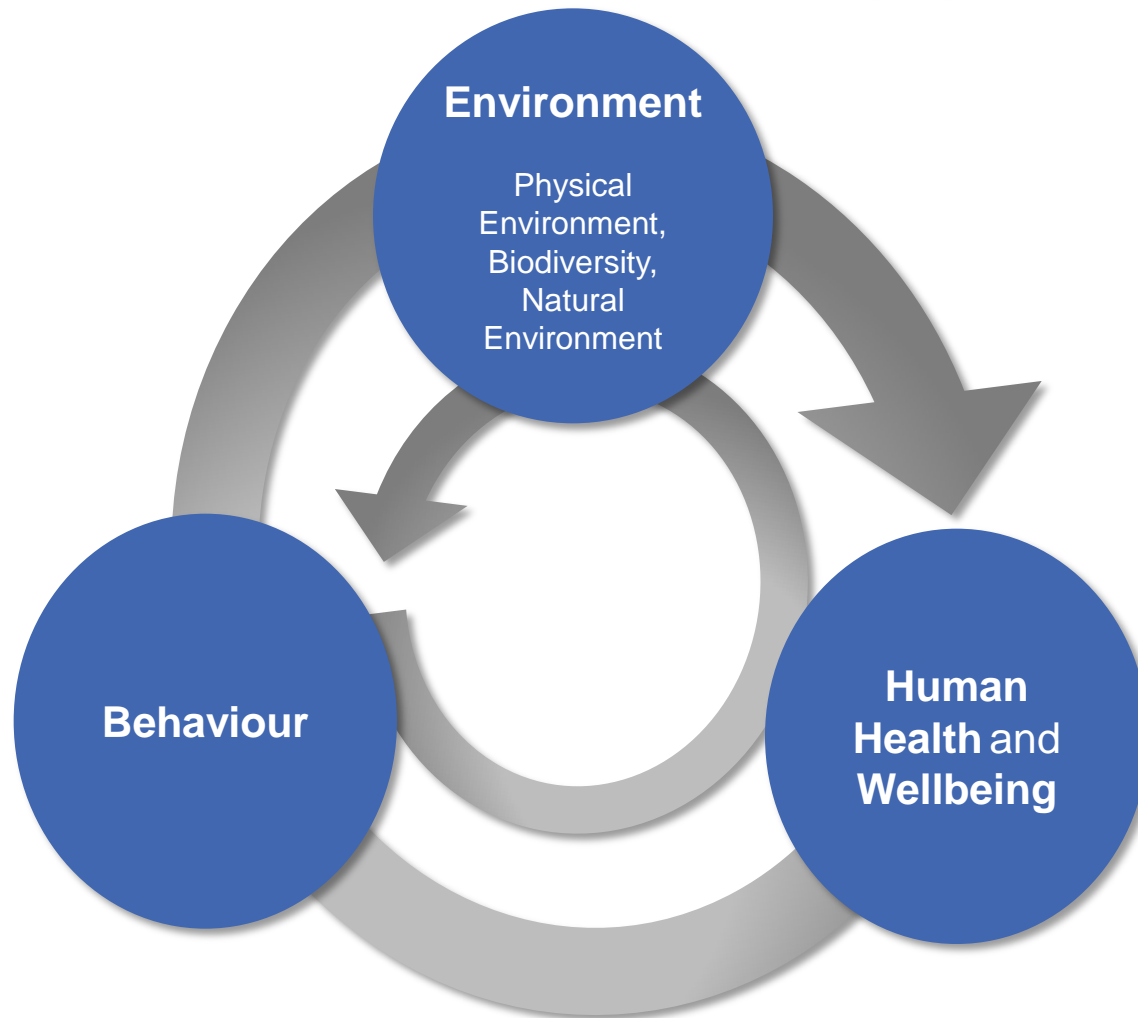 Environment
Physical
Environment,
Biodiversity,
Natural
Environment
Behaviour
Human
Health and
Wellbeing